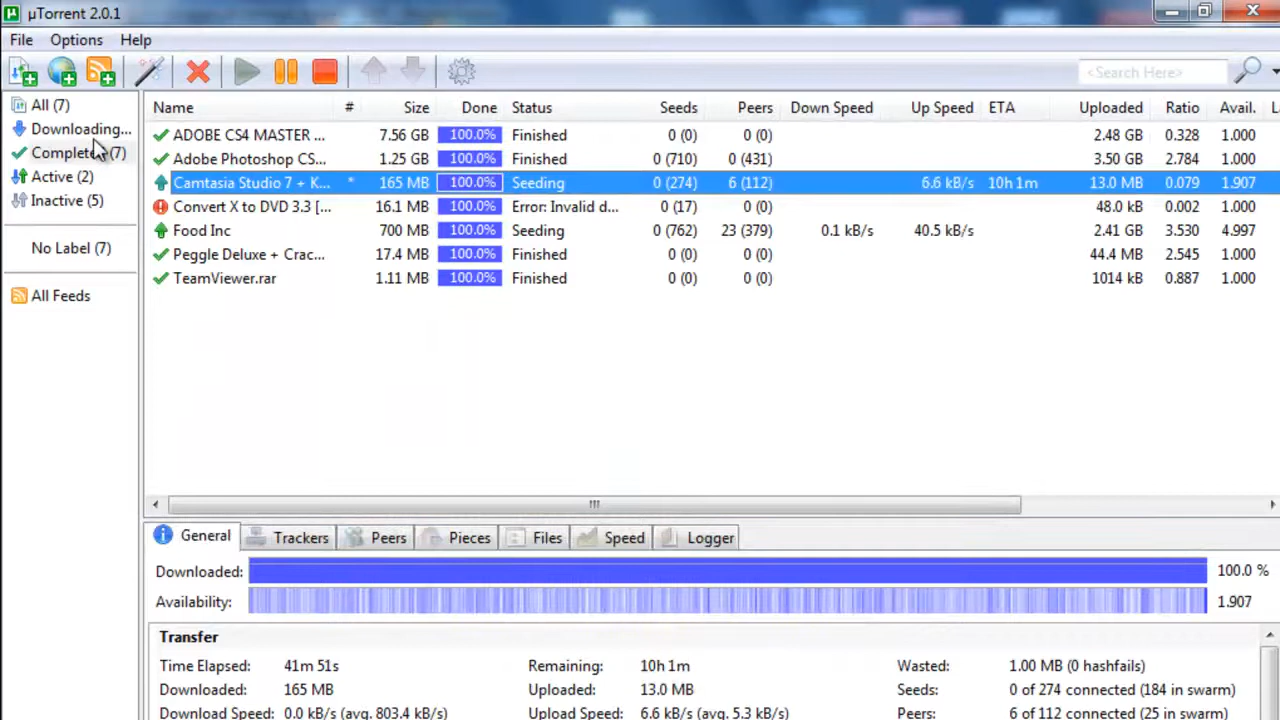 µTorrent 2.0.1
File Options Help
<Search Here>
All (7)
Downloading...
Complete (7)
Active (2)
Inactive (5)
No Label (7)
All Feeds
Name # Size Done Status Seeds Peers Down Speed Up Speed ETA Uploaded Ratio Avail.
ADOBE CS4 MASTER ... 7.56 GB 100.0% Finished 0 (0) 0 (0) 2.48 GB 0.328 1.000
Adobe Photoshop CS... 1.25 GB 100.0% Finished 0 (710) 0 (431) 3.50 GB 2.784 1.000
Camtasia Studio 7 + K... * 165 MB 100.0% Seeding 0 (274) 6 (112) 6.6 kB/s 10h 1m 13.0 MB 0.079 1.907
Convert X to DVD 3.3 [... 16.1 MB 100.0% Error: Invalid d... 0 (17) 0 (0) 48.0 kB 0.002 1.000
Food Inc 700 MB 100.0% Seeding 0 (762) 23 (379) 0.1 kB/s 40.5 kB/s 2.41 GB 3.530 4.997
Peggle Deluxe + Crac... 17.4 MB 100.0% Finished 0 (0) 0 (0) 44.4 MB 2.545 1.000
TeamViewer.rar 1.11 MB 100.0% Finished 0 (0) 0 (0) 1014 kB 0.887 1.000
General Trackers Peers Pieces Files Speed Logger
Downloaded: 100.0 %
Availability: 1.907
Transfer
Time Elapsed: 41m 51s Remaining: 10h 1m Wasted: 1.00 MB (0 hashfails)
Downloaded: 165 MB Uploaded: 13.0 MB Seeds: 0 of 274 connected (184 in swarm)
Download Speed: 0.0 kB/s (avg. 803.4 kB/s) Upload Speed: 6.6 kB/s (avg. 5.3 kB/s) Peers: 6 of 112 connected (25 in swarm)